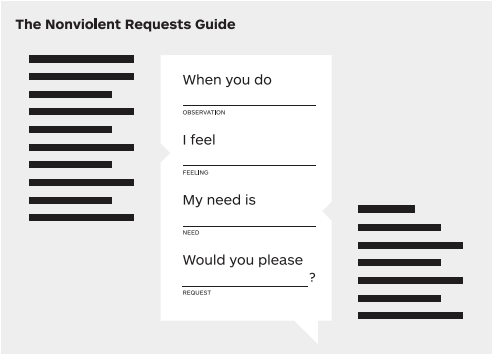 The Nonviolent Requests Guide
When you do
OBSERVATION
I feel
FEELING
My need is
NEED
Would you please
?
REQUEST